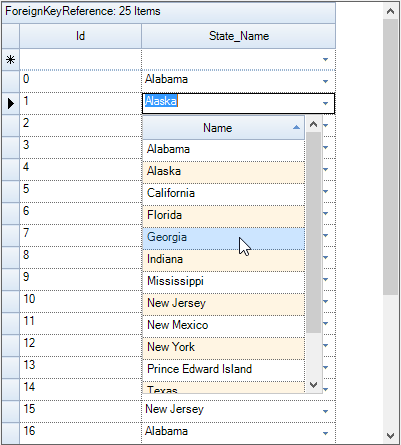 ForeignKeyReference: 25 Items
Id State_Name
0 Alabama
1 Alaska
2 Name
3 Alabama
4 Alaska
5 California
6 Florida
7 Georgia
8 Indiana
9 Mississippi
10 New Jersey
11 New Mexico
12 New York
13 Prince Edward Island
14 Texas
15 New Jersey
16 Alabama